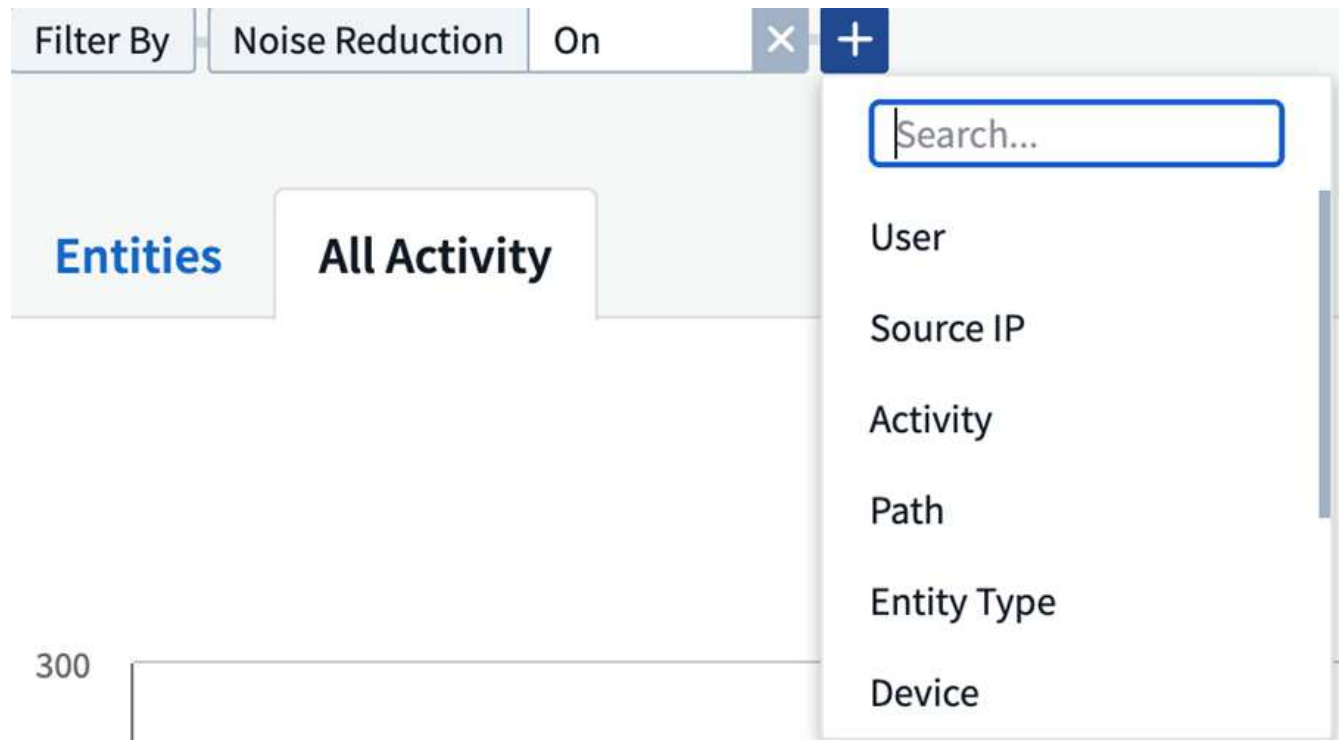 Filter By Noise Reduction On × +
Search...
Entities All Activity
User
Source IP
Activity
Path
Entity Type
300
Device